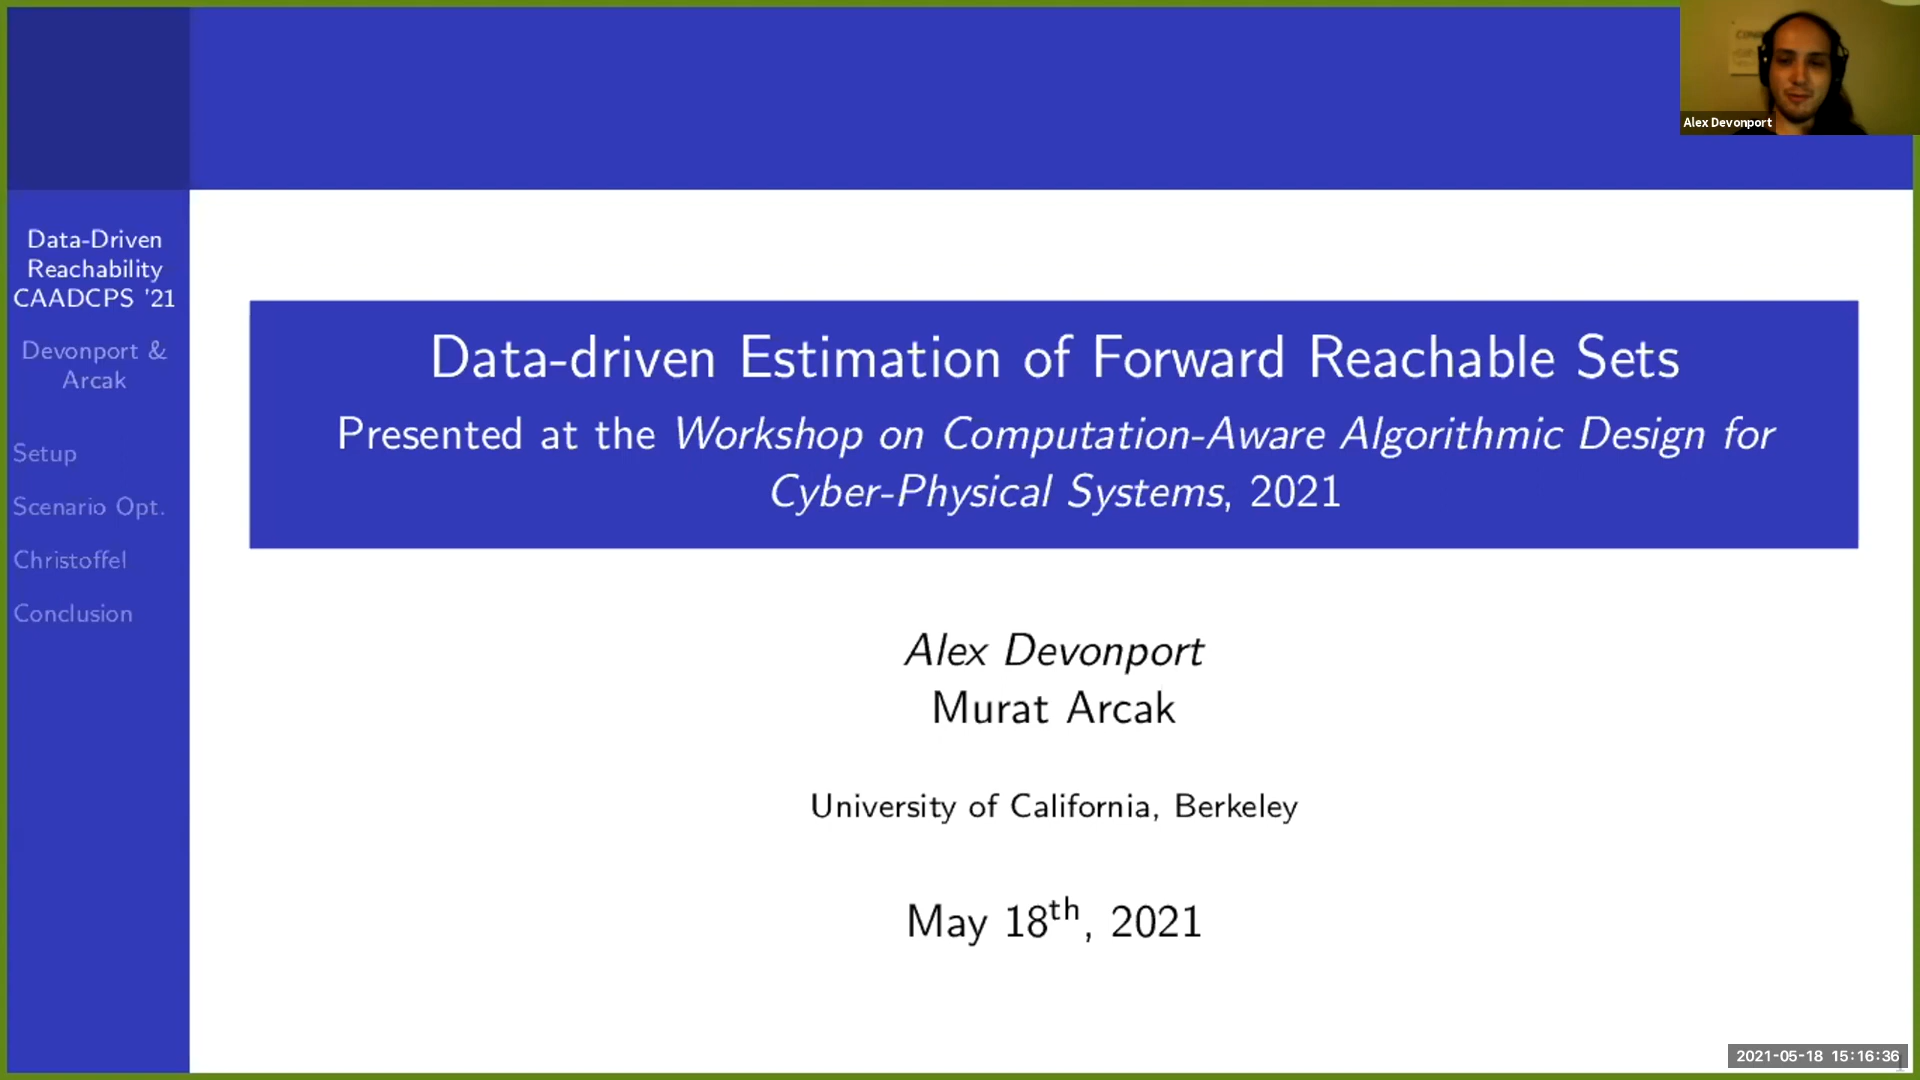 Alex Devonport
Data-Driven
Reachability
CAADCPS '21
Devonport &
Arcak
Setup
Scenario Opt.
Christoffel
Conclusion
Data-driven Estimation of Forward Reachable Sets
Presented at the Workshop on Computation-Aware Algorithmic Design for
Cyber-Physical Systems, 2021
Alex Devonport
Murat Arcak
University of California, Berkeley
May 18th, 2021
2021-05-18 15:16:36